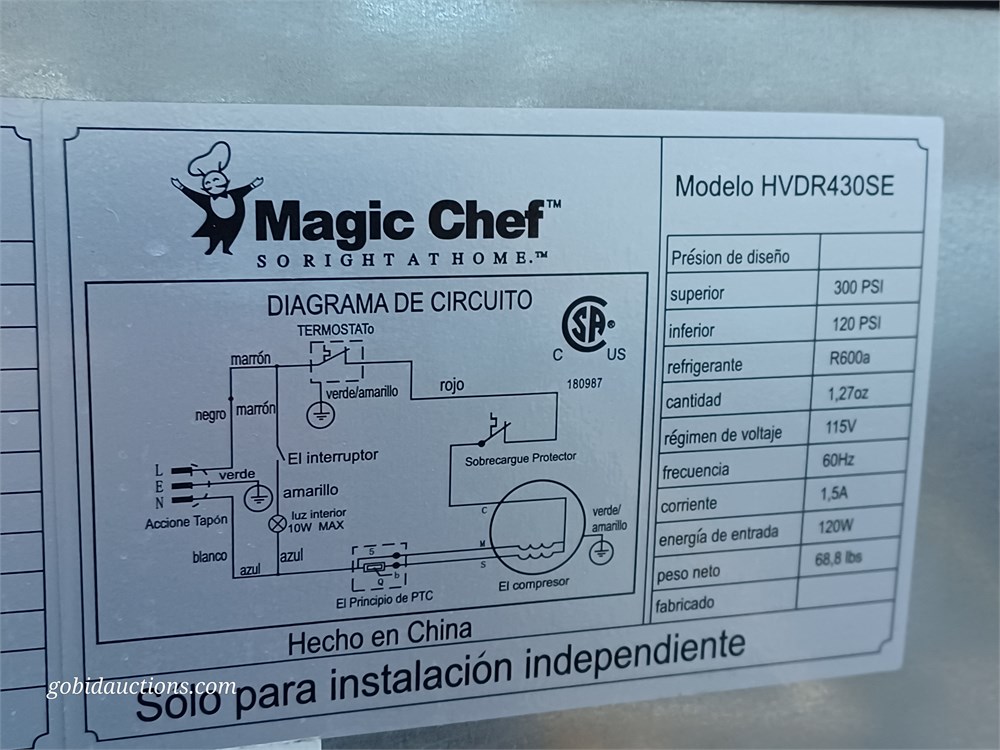 Magic Chef™
SO RIGHT AT HOME.™
DIAGRAMA DE CIRCUITO
TERMOSTATo
marrón
verde/amarillo
rojo
SA®
C US
180987
negro
marrón
El interruptor
Sobrecargue Protector
L
E
N
verde
amarillo
Accione Tapón
luz interior
10W MAX
C
verde/
amarillo
blanco
azul
azul
5
Q
b
M
S
El Principio de PTC
El compresor
Hecho en China
Sólo para instalación independiente
Modelo HVDR430SE
Présion de diseño
superior 300 PSI
inferior 120 PSI
refrigerante R600a
cantidad 1,27oz
régimen de voltaje 115V
frecuencia 60Hz
corriente 1,5A
energía de entrada 120W
peso neto 68,8 lbs
fabricado
gobidauctions.com